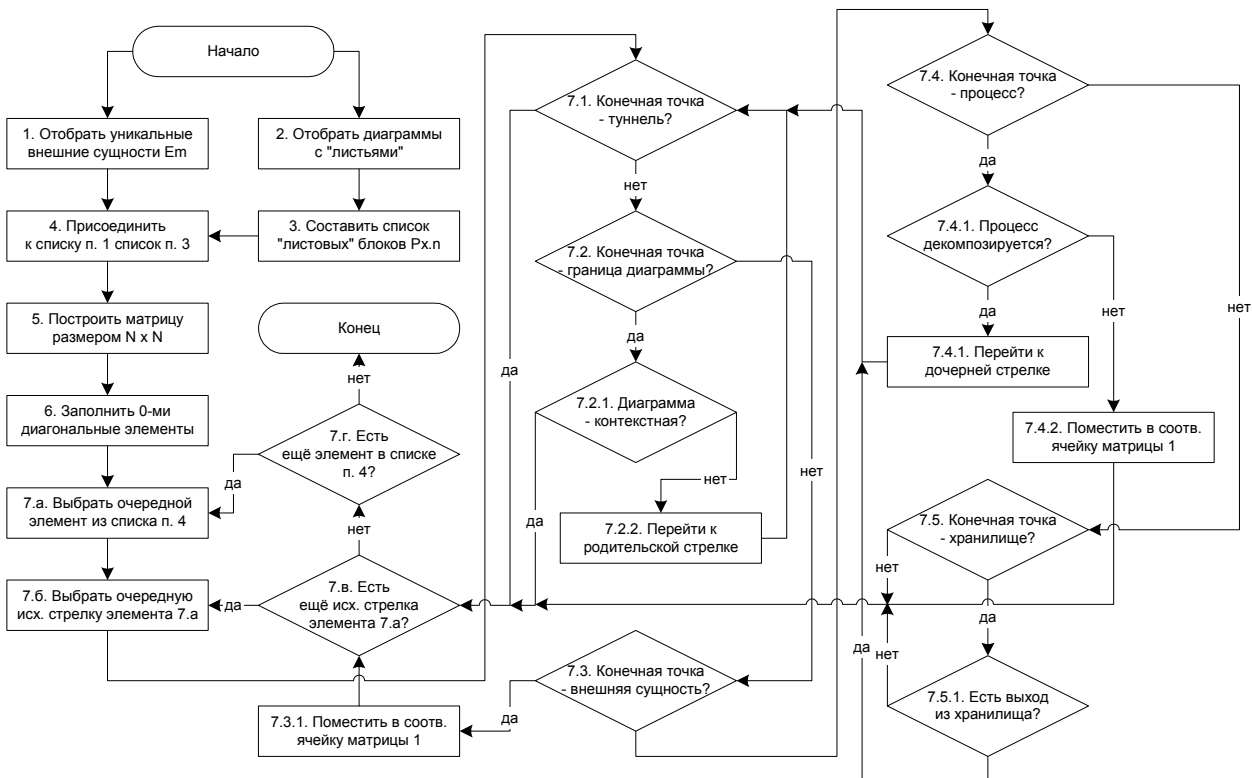 Начало
1. Отобрать уникальные
внешние сущности Em
2. Отобрать диаграммы
с "листьями"
4. Присоединить
к списку п. 1 список п. 3
3. Составить список
"листовых" блоков Px.n
5. Построить матрицу
размером N x N
Конец
6. Заполнить 0-ми
диагональные элементы
нет
7.г. Есть
ещё элемент в списке
п. 4?
да
7.а. Выбрать очередной
элемент из списка п. 4
нет
7.б. Выбрать очередную
исх. стрелку элемента 7.а
да
7.в. Есть
ещё исх. стрелка
элемента 7.а?
7.3.1. Поместить в соотв.
ячейку матрицы 1
7.1. Конечная точка
- туннель?
нет
да
7.2. Конечная точка
- граница диаграммы?
да
нет
7.2.1. Диаграмма
- контекстная?
нет
да
7.2.2. Перейти к
родительской стрелке
7.3. Конечная точка
- внешняя сущность?
да
7.4. Конечная точка
- процесс?
да
нет
7.4.1. Процесс
декомпозируется?
да
нет
7.4.1. Перейти к
дочерней стрелке
7.4.2. Поместить в соотв.
ячейку матрицы 1
7.5. Конечная точка
- хранилище?
нет
да
да
нет
7.5.1. Есть выход
из хранилища?